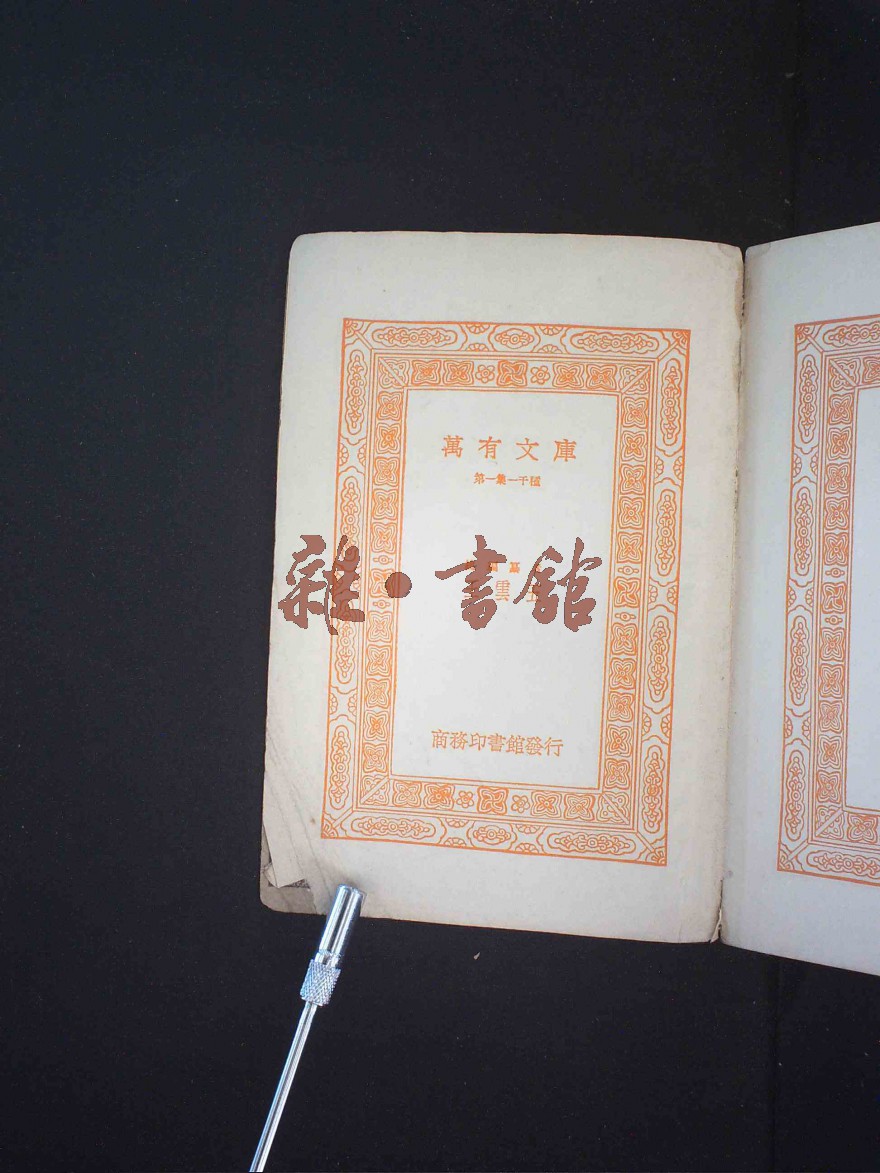 萬有文庫
第一集一千種
雜·書館
雲
商務印書館發行